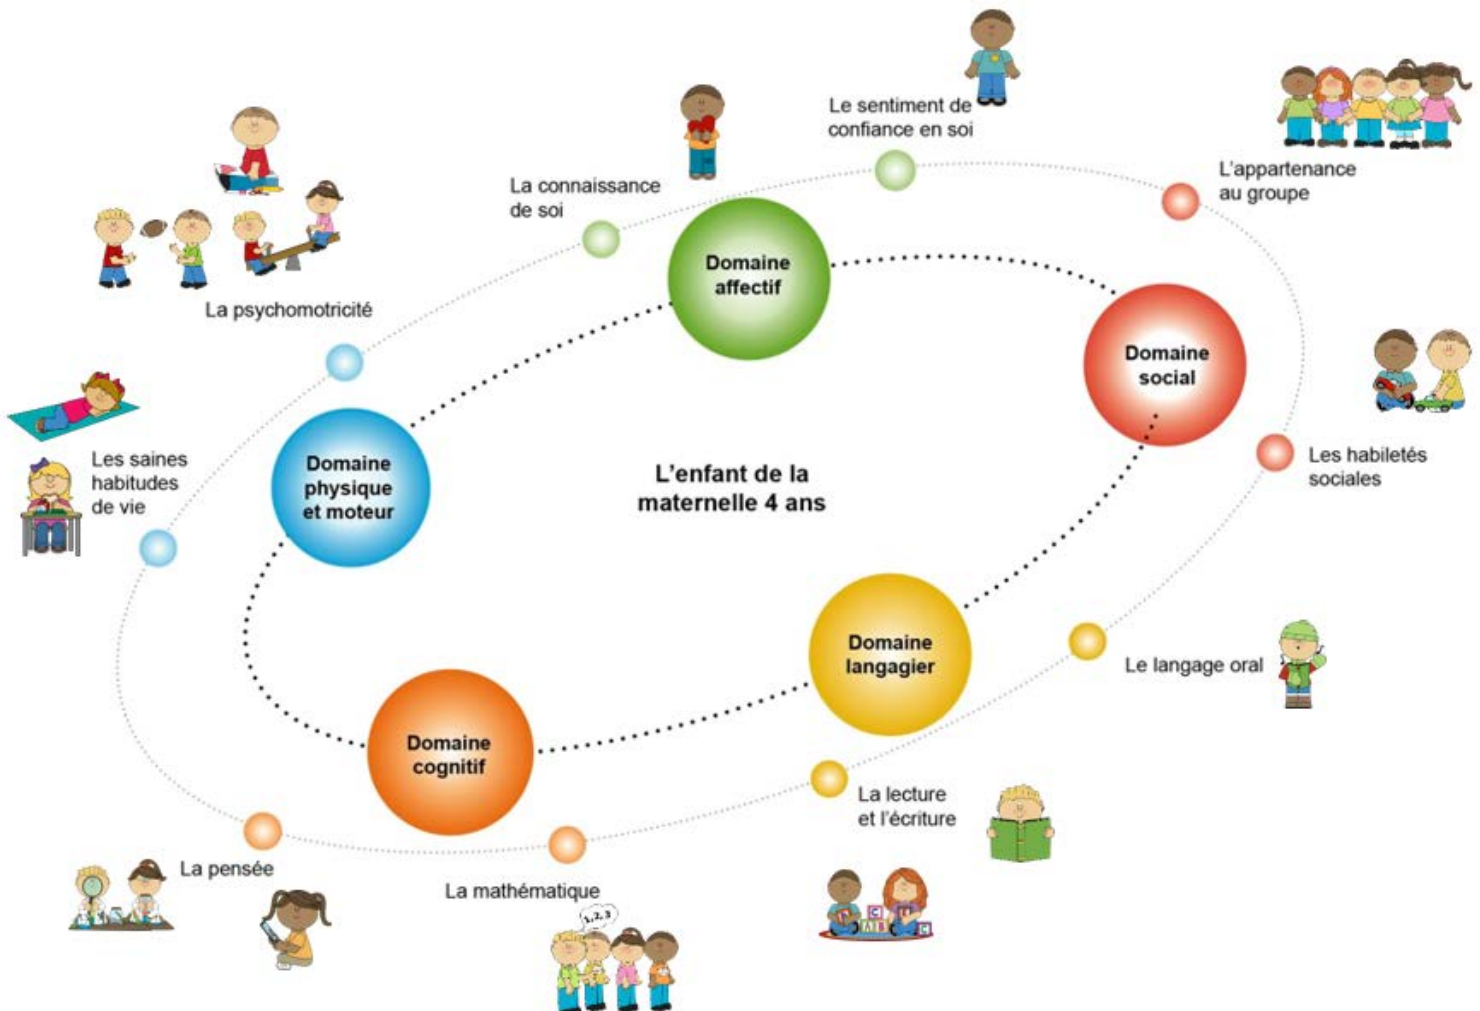 Le sentiment de
confiance en soi
L'appartenance
au groupe
La connaissance
de soi
Domaine
affectif
La psychomotricité
Domaine
social
Les saines
habitudes
de vie
Domaine
physique
et moteur
L'enfant de la
maternelle 4 ans
Les habiletés
sociales
Domaine
langagier
Le langage oral
Domaine
cognitif
La lecture
et l'écriture
La pensée
La mathématique
1, 2, 3
C
A
B
C